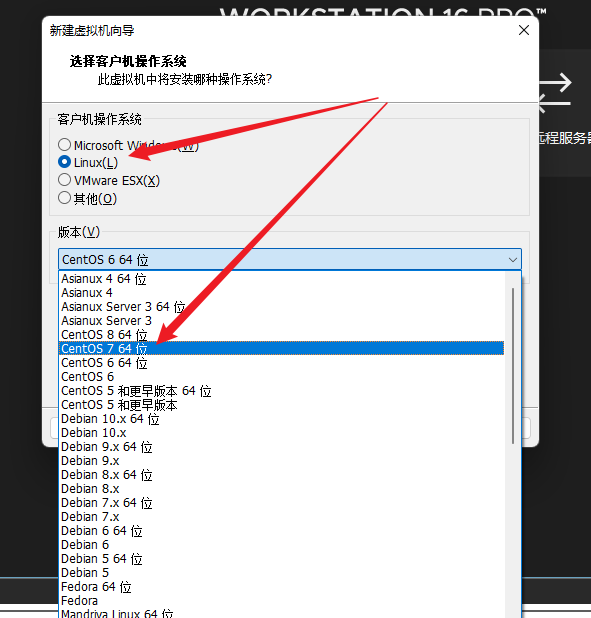 WORKSTATION 16 PRO™
新建虚拟机向导
选择客户机操作系统
此虚拟机中将安装哪种操作系统?
客户机操作系统
Microsoft Windows(W)
Linux(L)
VMware ESX(X)
其他(O)
远程服务器
版本(V)
CentOS 6 64 位
Asianux 4 64 位
Asianux 4
Asianux Server 3 64 位
Asianux Server 3
CentOS 8 64 位
CentOS 7 64 位
CentOS 6 64 位
CentOS 6
CentOS 5 和更早版本 64 位
CentOS 5 和更早版本
Debian 10.x 64 位
Debian 10.x
Debian 9.x 64 位
Debian 9.x
Debian 8.x 64 位
Debian 8.x
Debian 7.x 64 位
Debian 7.x
Debian 6 64 位
Debian 6
Debian 5 64 位
Debian 5
Fedora 64 位
Fedora
Mandriva Linux 64 位